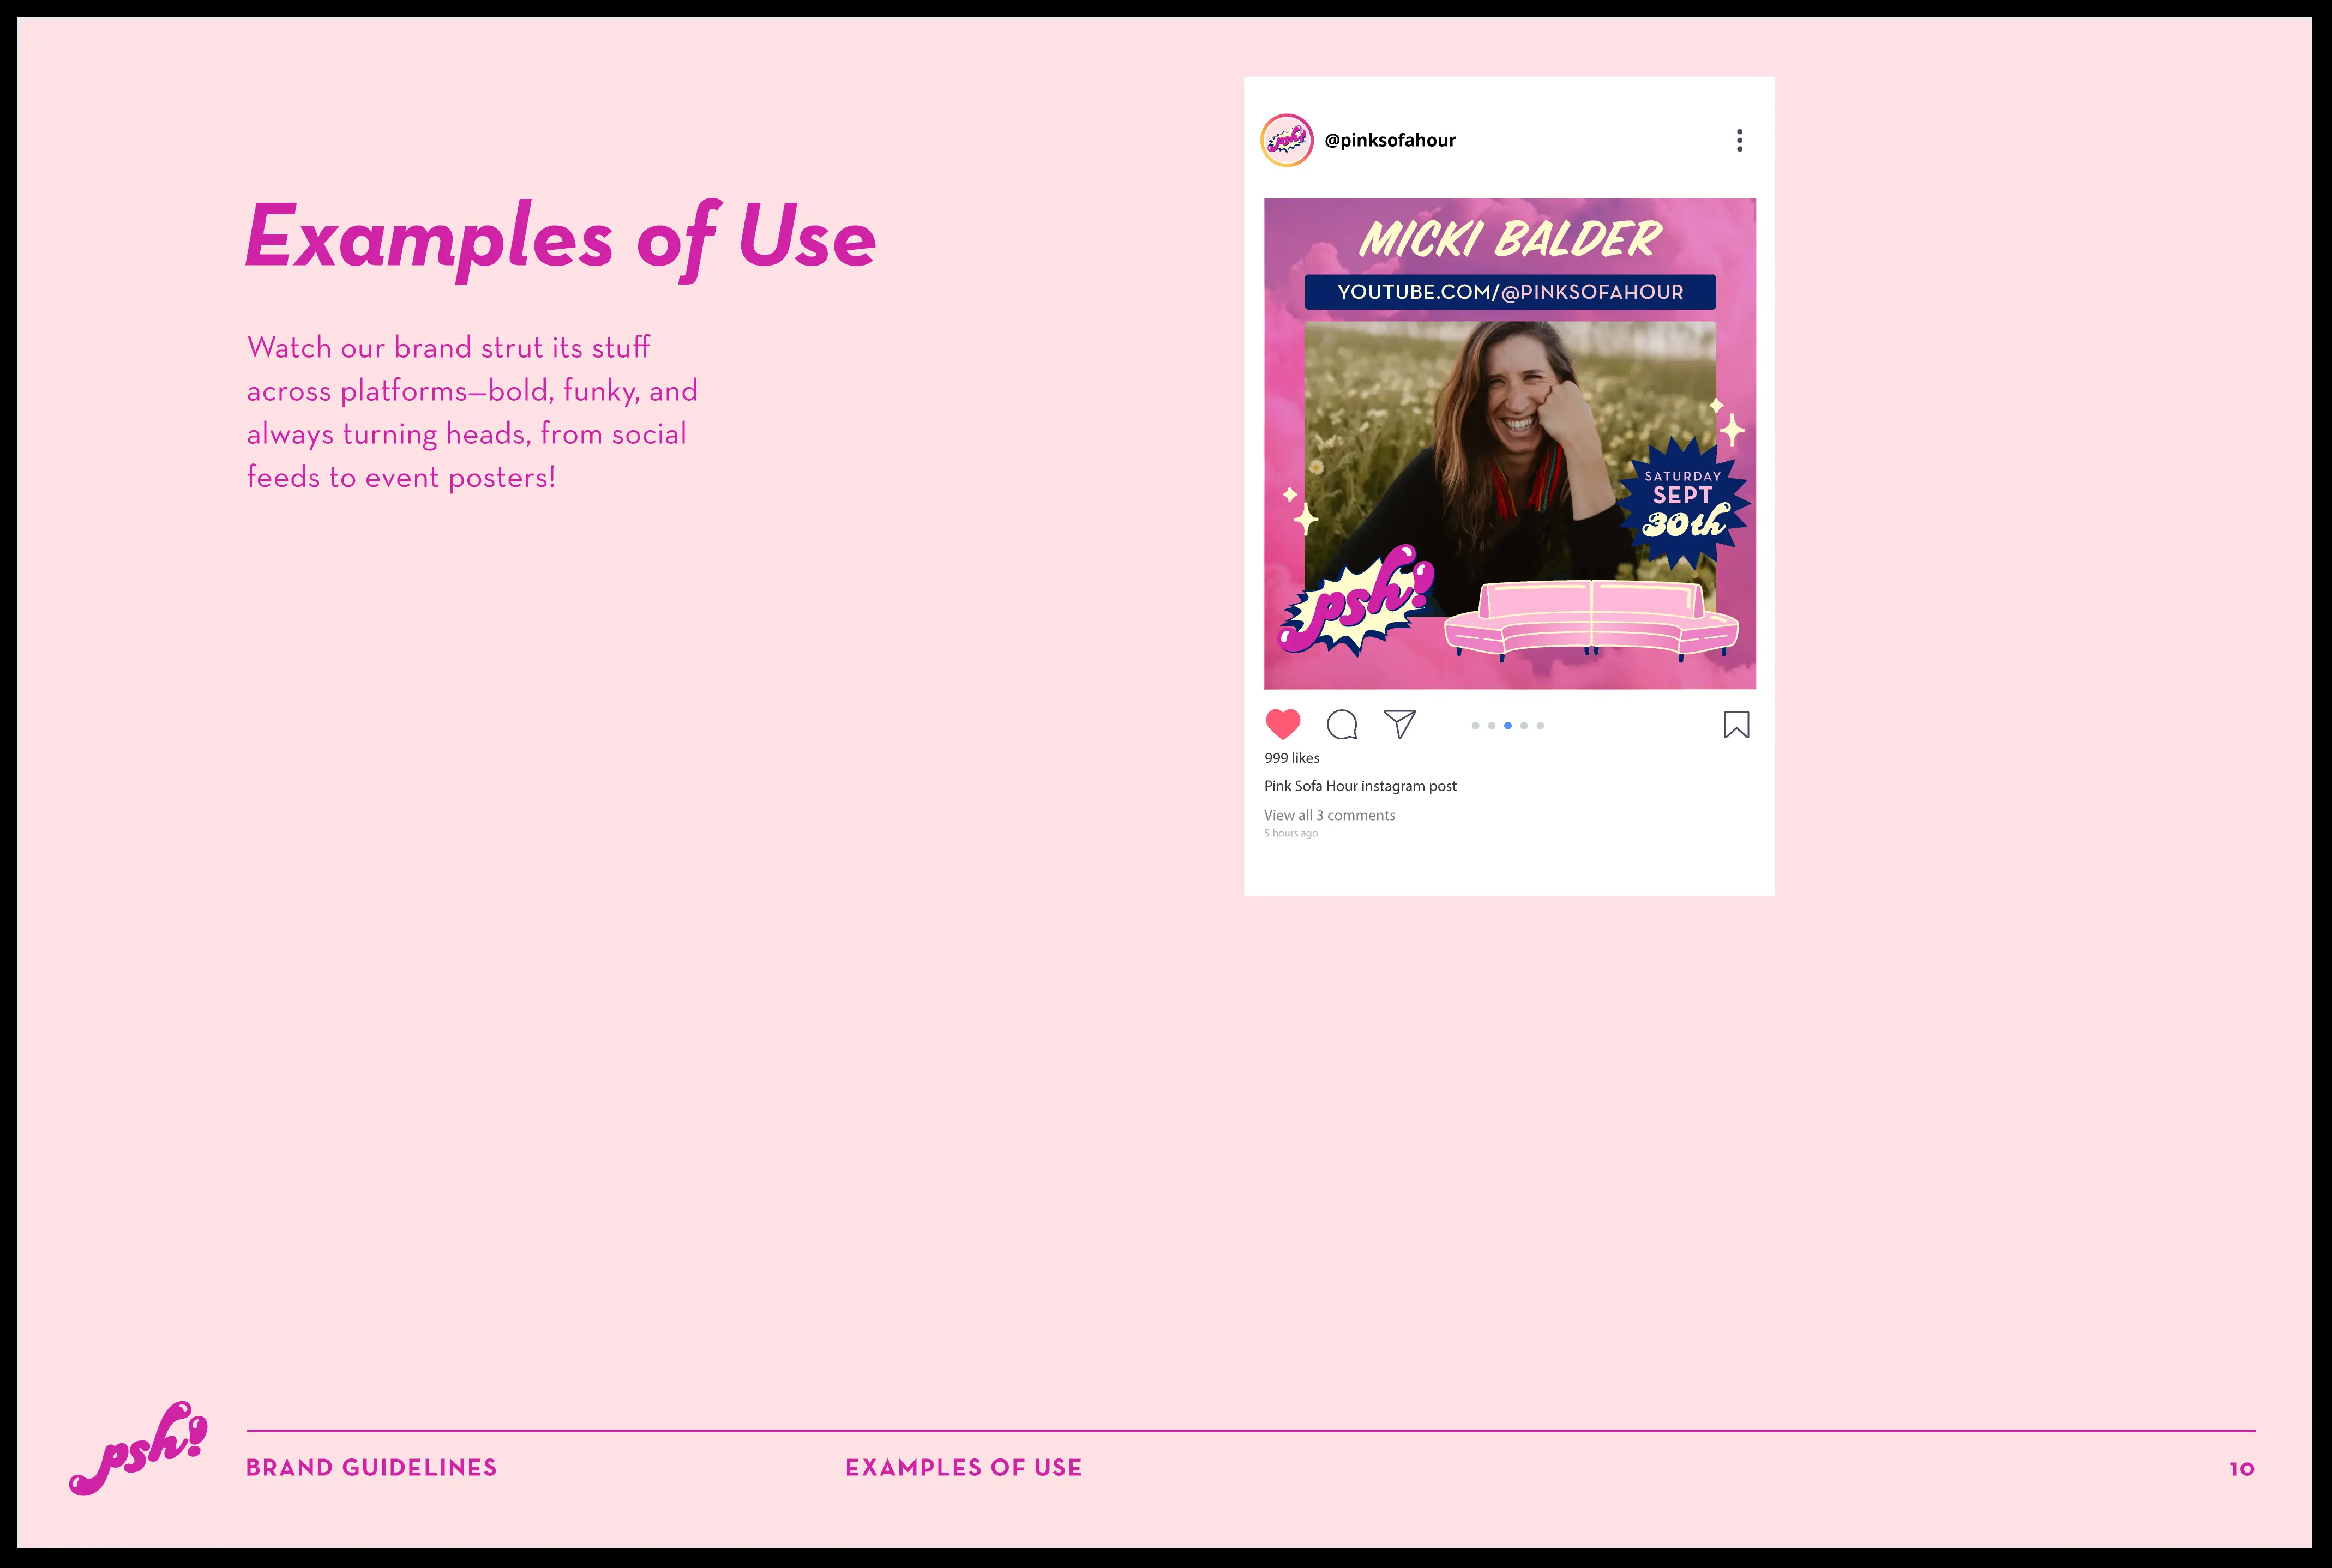 Examples of Use
Watch our brand strut its stuff
across platforms—bold, funky, and
always turning heads, from social
feeds to event posters!
psh!
@pinksofahour
MICKI BALDER
YOUTUBE.COM/@PINKSOFAHOUR
SATURDAY
SEPT
30th
psh!
999 likes
Pink Sofa Hour instagram post
View all 3 comments
5 hours ago
psh!
BRAND GUIDELINES
EXAMPLES OF USE
10